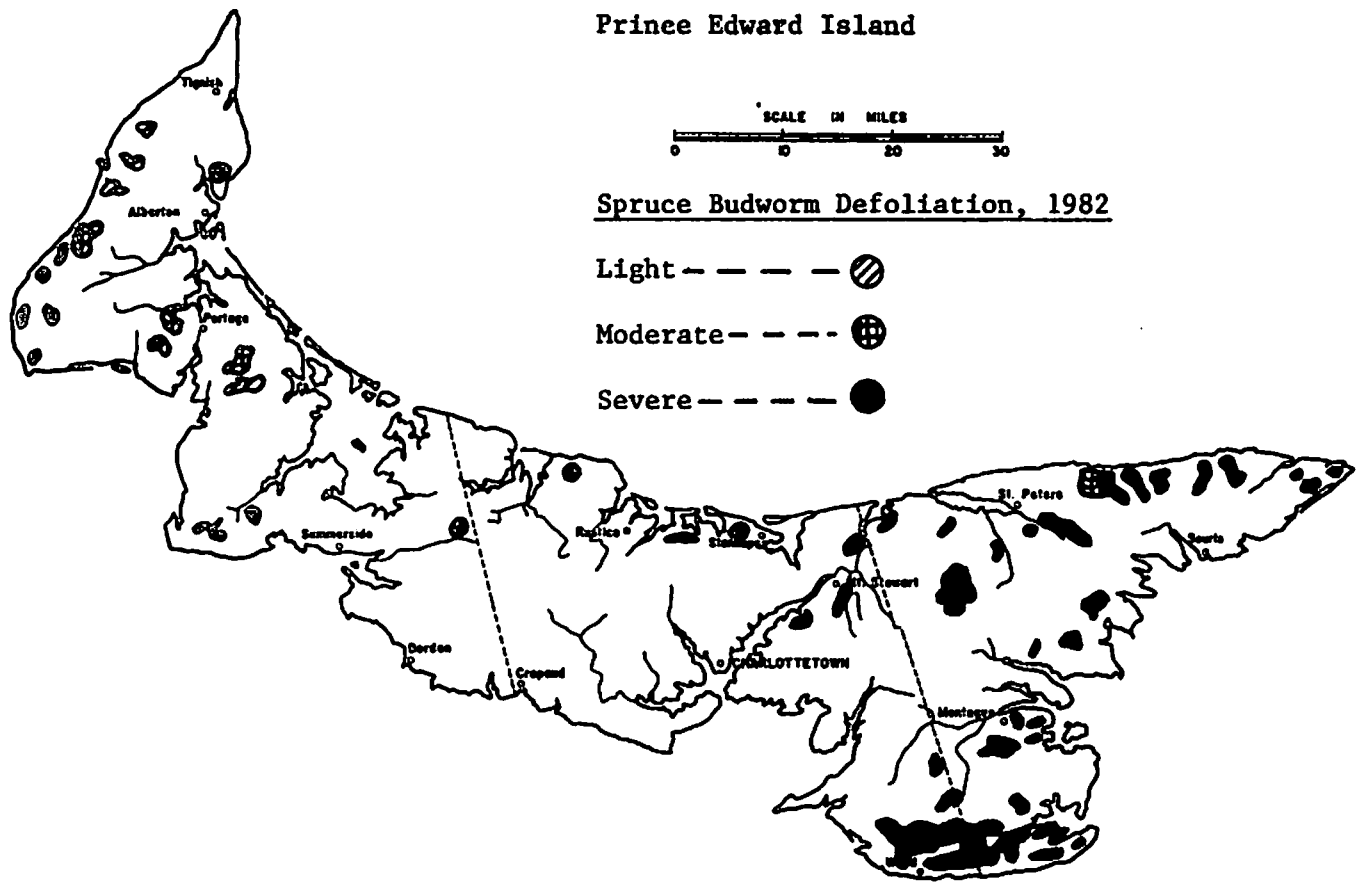 Prince Edward Island
SCALE IN MILES
0 10 20 30
Spruce Budworm Defoliation, 1982
Light
Moderate
Severe
Tignish
Alberton
Portage
St. Peters
Summerside
Rustico
Souris
Mt. Stewart
CHARLOTTETOWN
Borden
Crapaud
Montague